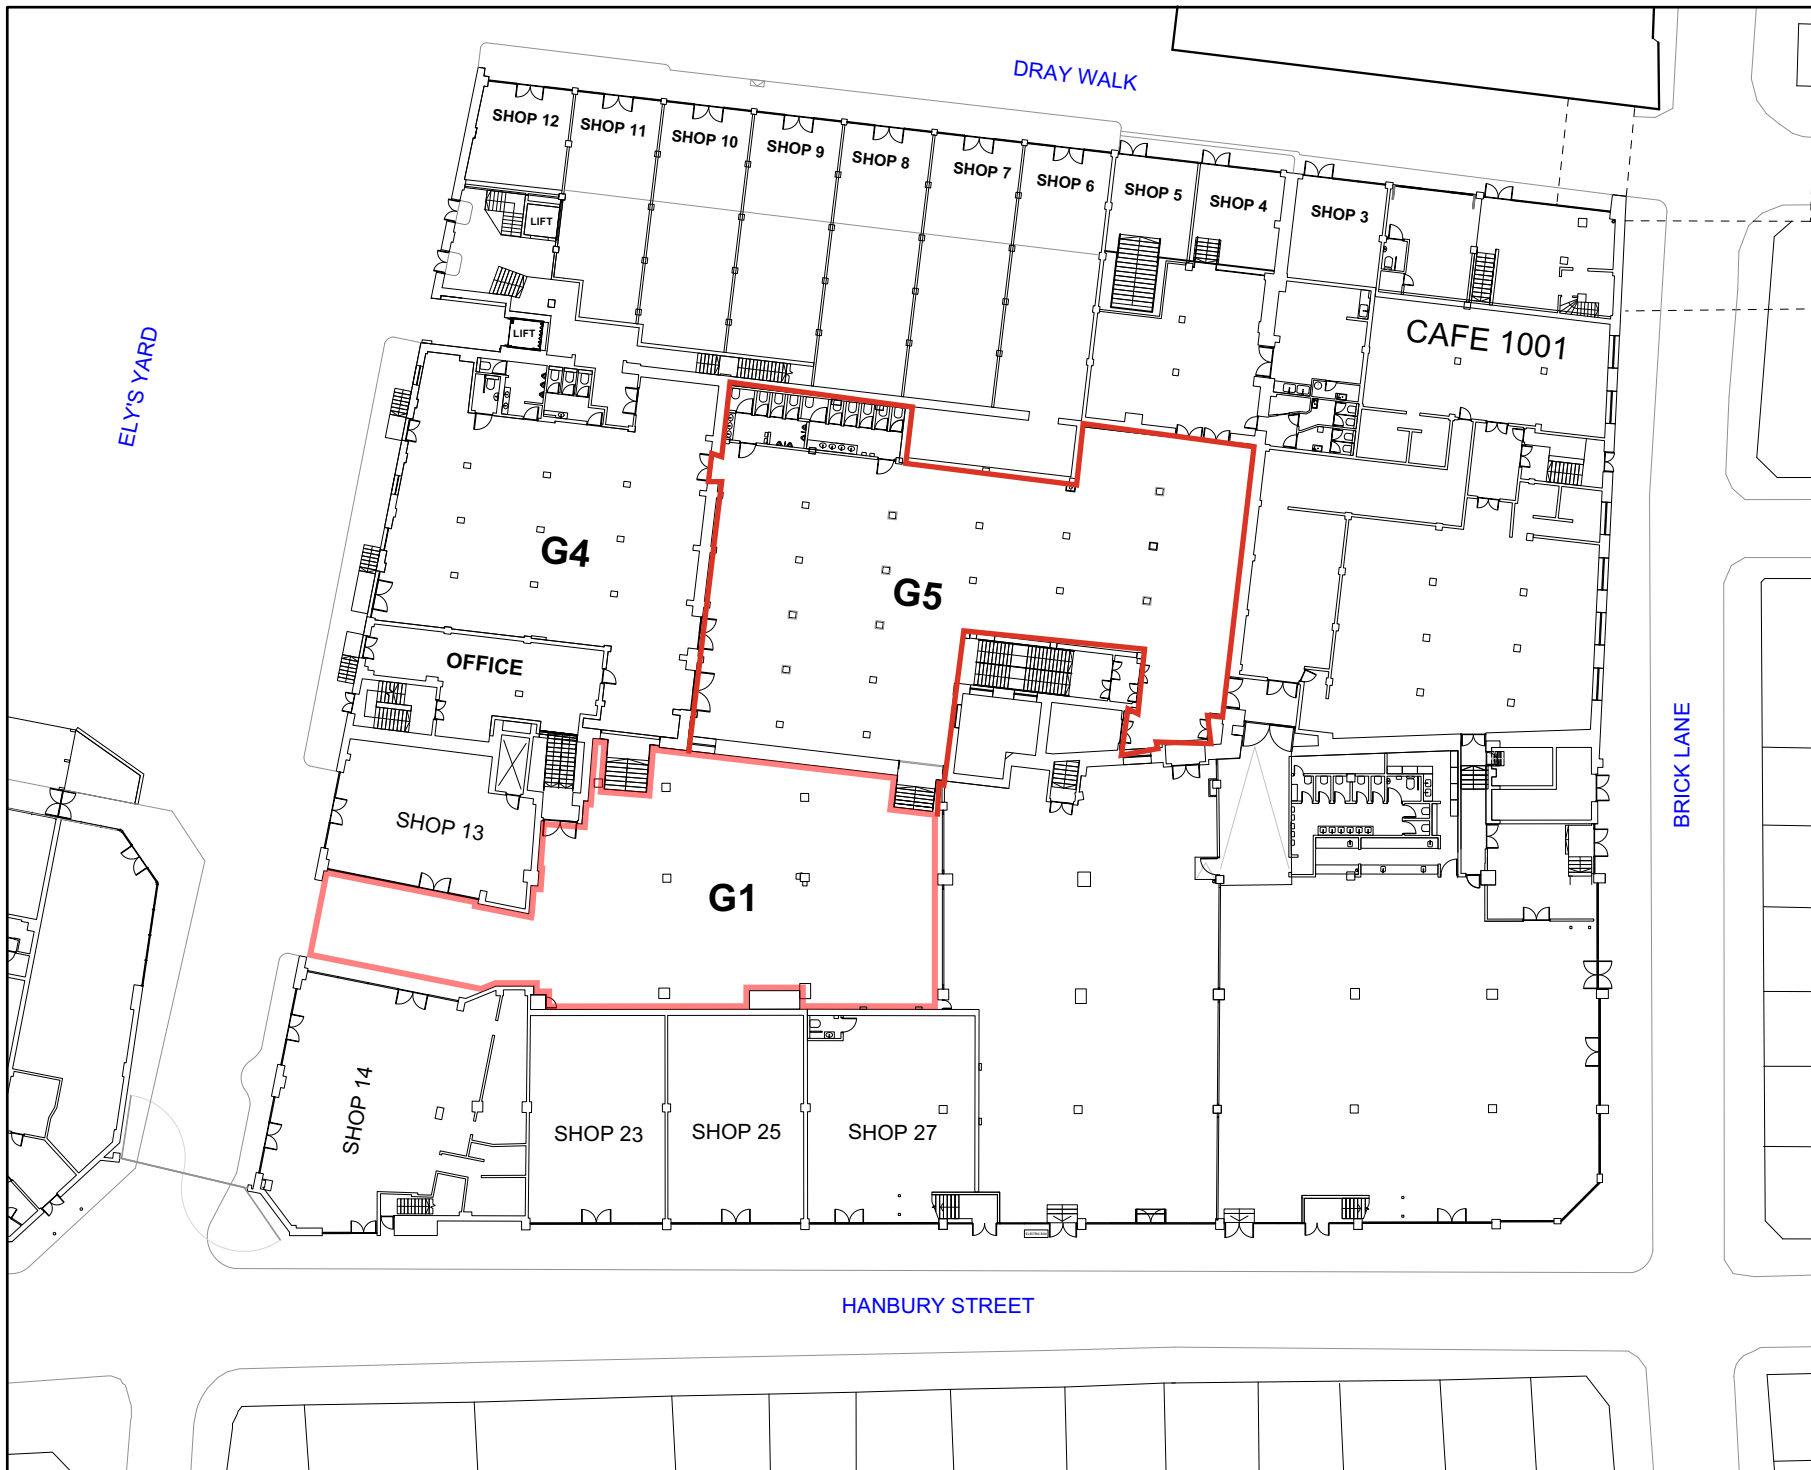 DRAY WALK
SHOP 12
SHOP 11
SHOP 10
SHOP 9
SHOP 8
SHOP 7
SHOP 6
SHOP 5
SHOP 4
SHOP 3
LIFT
LIFT
CAFE 1001
ELY'S YARD
G4
G5
OFFICE
BRICK LANE
SHOP 13
G1
SHOP 14
SHOP 23
SHOP 25
SHOP 27
HANBURY STREET